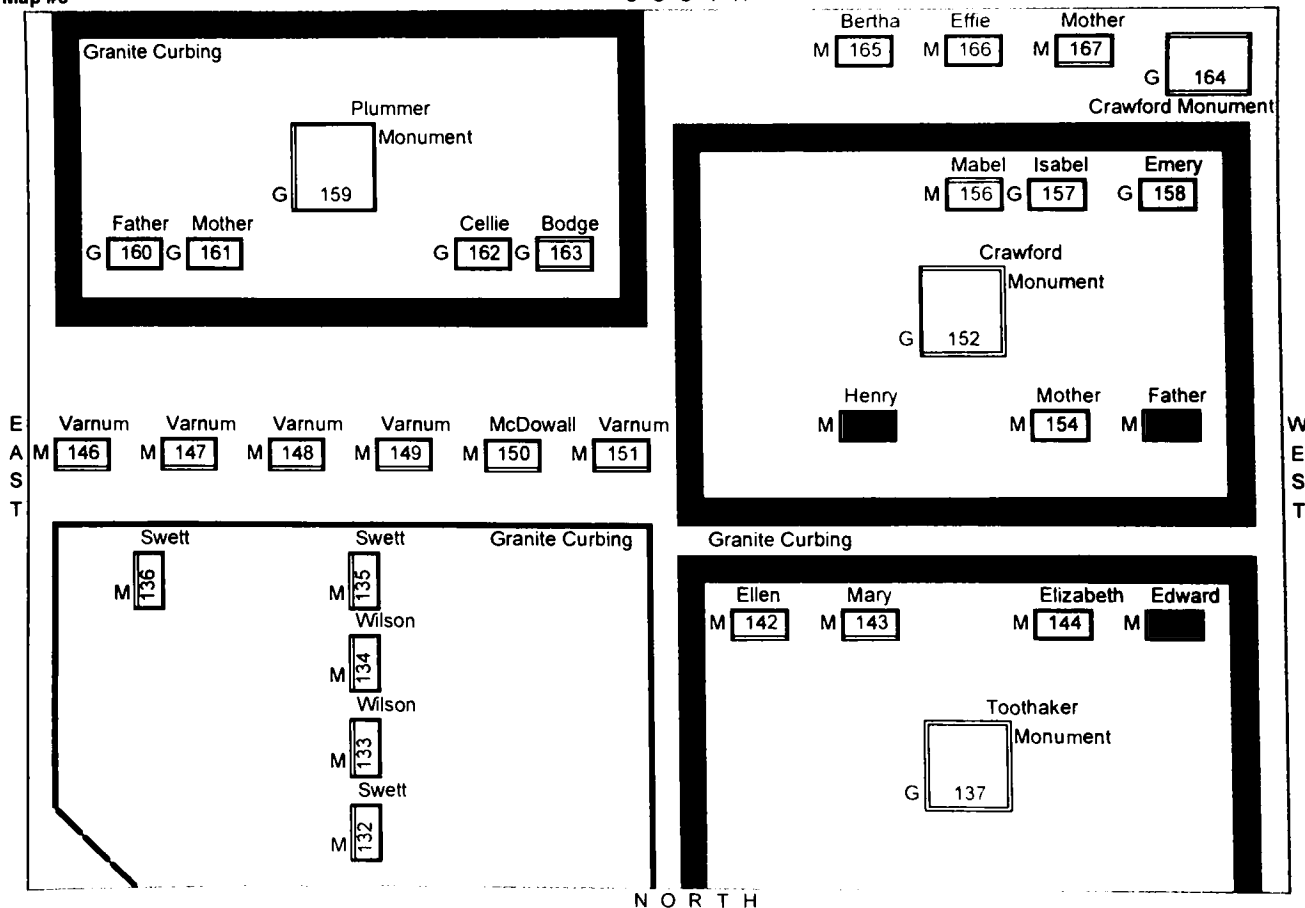 Granite Curbing
Plummer
Monument
G 159
Father Mother
G 160 G 161
Cellie Bodge
G 162 G 163
Bertha Effie Mother
M 165 M 166 M 167
G 164
Crawford Monument
Mabel Isabel Emery
M 156 G 157 G 158
Crawford
Monument
G 152
Henry Mother Father
M M 154 M
EAST
WEST
Varnum Varnum Varnum Varnum McDowall Varnum
M 146 M 147 M 148 M 149 M 150 M 151
Swett Swett Granite Curbing
M 136 M 135
Wilson
M 134
Wilson
M 133
Swett
M 132
Granite Curbing
Ellen Mary Elizabeth Edward
M 142 M 143 M 144 M
Toothaker
Monument
G 137
NORTH